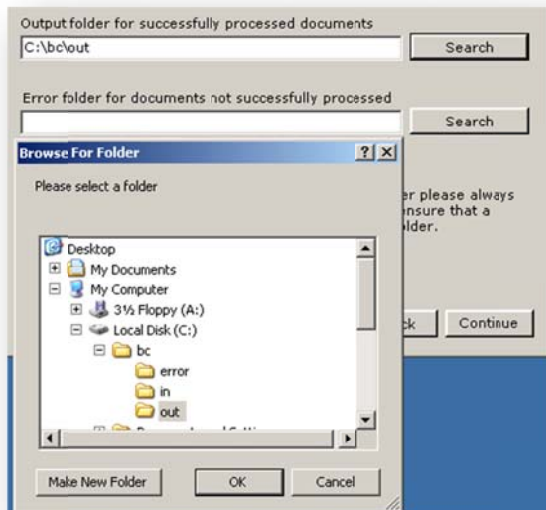 Output folder for successfully processed documents
C:\bc\out
Search
Error folder for documents not successfully processed
Search
Browse For Folder
Please select a folder
er please always
ensure that a
older.
Desktop
My Documents
My Computer
3½ Floppy (A:)
Local Disk (C:)
bc
error
in
out
ck
Continue
Make New Folder
OK
Cancel